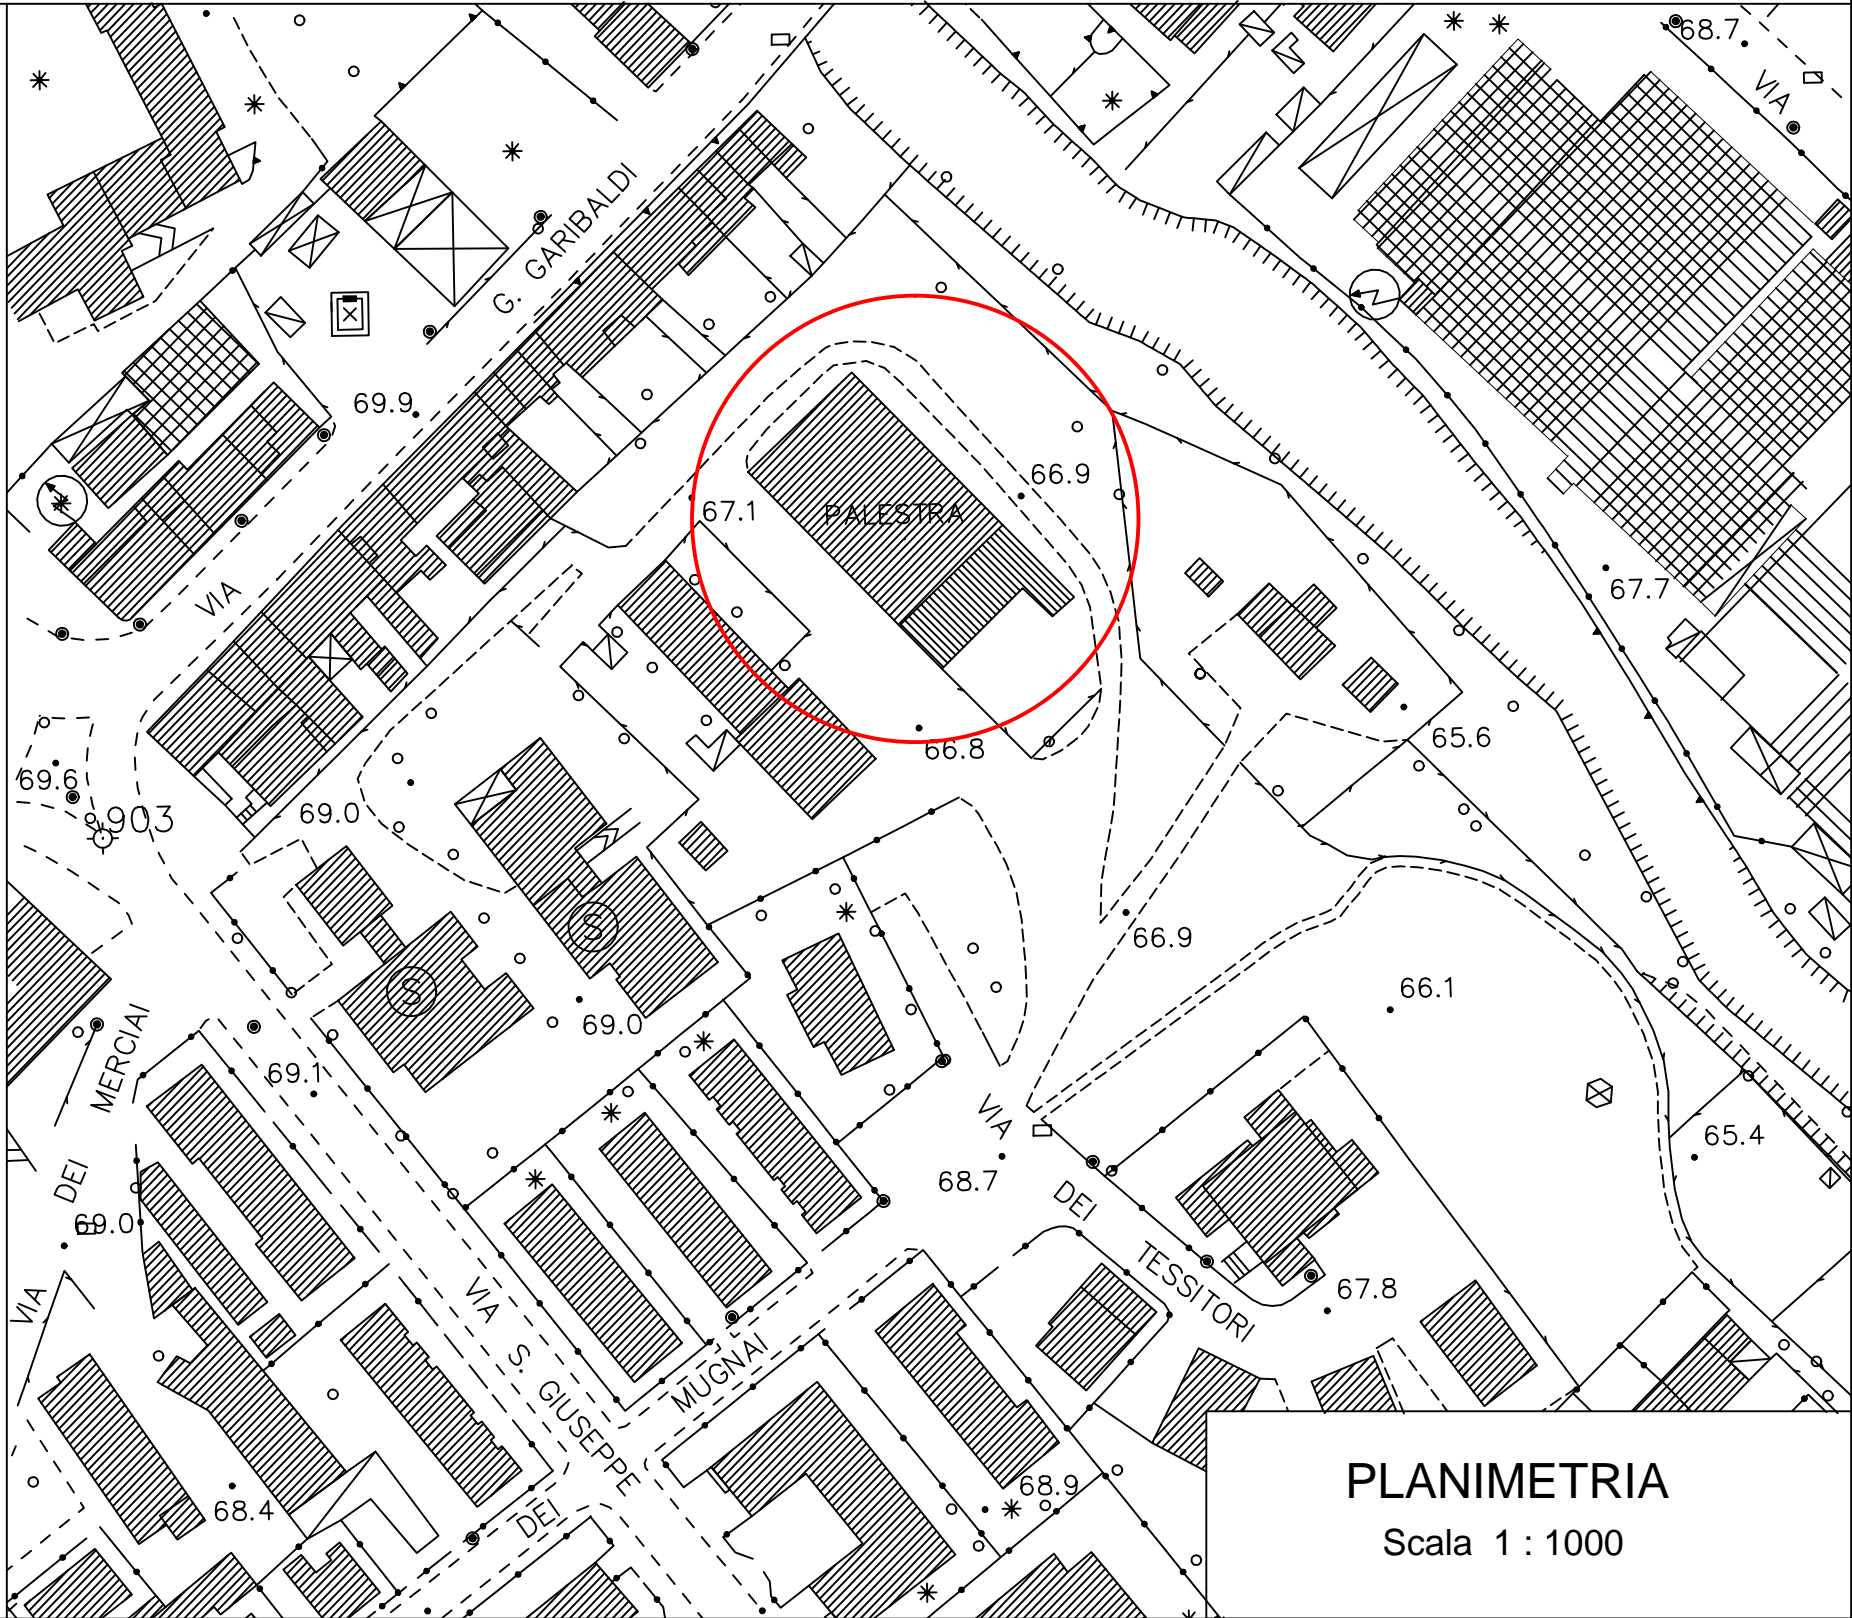 68.7
VIA
G. GARIBALDI
69.9
66.9
67.1
PALESTRA
67.7
VIA
65.6
66.8
69.6
903
69.0
S
66.9
S
66.1
69.0
MERCIAI
69.1
VIA
65.4
DEI
68.7
DEI
69.0
TESSITORI
VIA
VIA
67.8
S.
MUGNAI
GIUSEPPE
68.9
68.4
DEI
PLANIMETRIA
Scala 1 : 1000